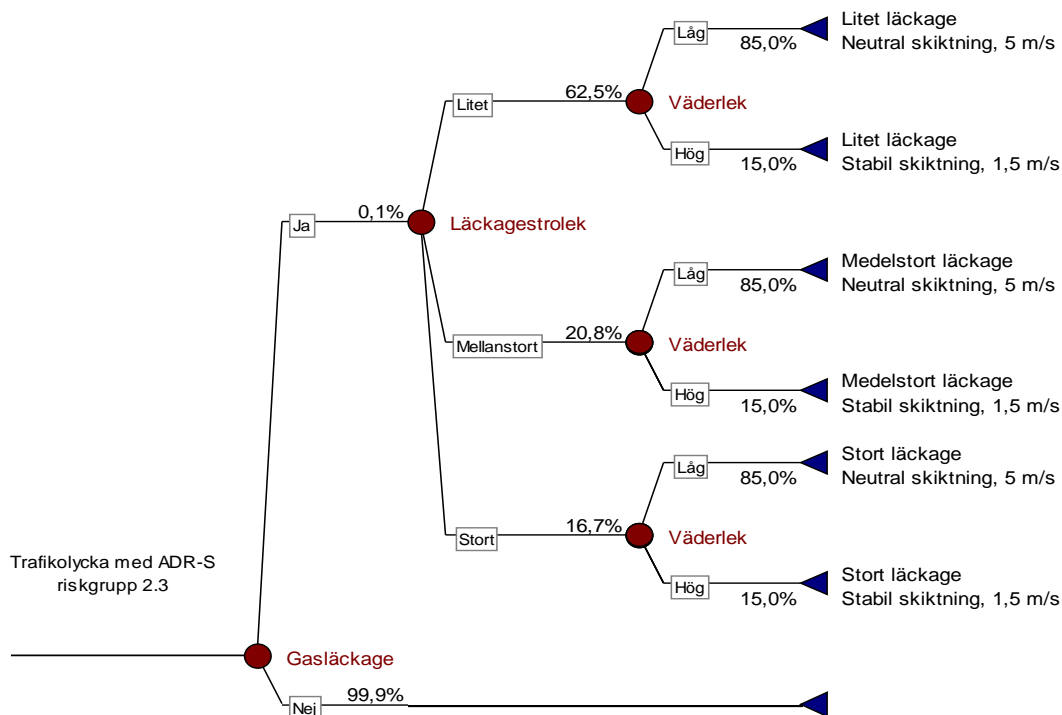 Låg
85,0%
Litet läckage
Neutral skiktning, 5 m/s
Litet
62,5%
Väderlek
Hög
15,0%
Litet läckage
Stabil skiktning, 1,5 m/s
Ja
0,1%
Läckagestrolek
Låg
85,0%
Medelstort läckage
Neutral skiktning, 5 m/s
Mellanstort
20,8%
Väderlek
Hög
15,0%
Medelstort läckage
Stabil skiktning, 1,5 m/s
Låg
85,0%
Stort läckage
Neutral skiktning, 5 m/s
Stort
16,7%
Väderlek
Hög
15,0%
Stort läckage
Stabil skiktning, 1,5 m/s
Trafikolycka med ADR-S
riskgrupp 2.3
Gasläckage
Nej
99,9%